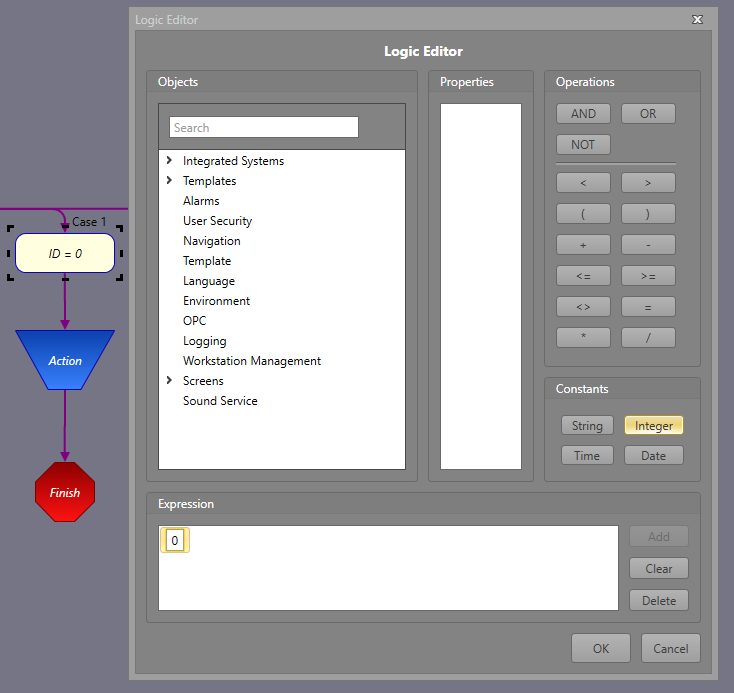 Logic Editor
Logic Editor
Objects
Search
Integrated Systems
Templates
Alarms
User Security
Navigation
Template
Language
Environment
OPC
Logging
Workstation Management
Screens
Sound Service
Properties
Operations
AND OR
NOT
< >
( )
+ -
<= >=
<> =
* /
Constants
String Integer
Time Date
Expression
0
Add
Clear
Delete
OK Cancel
Case 1
ID = 0
Action
Finish